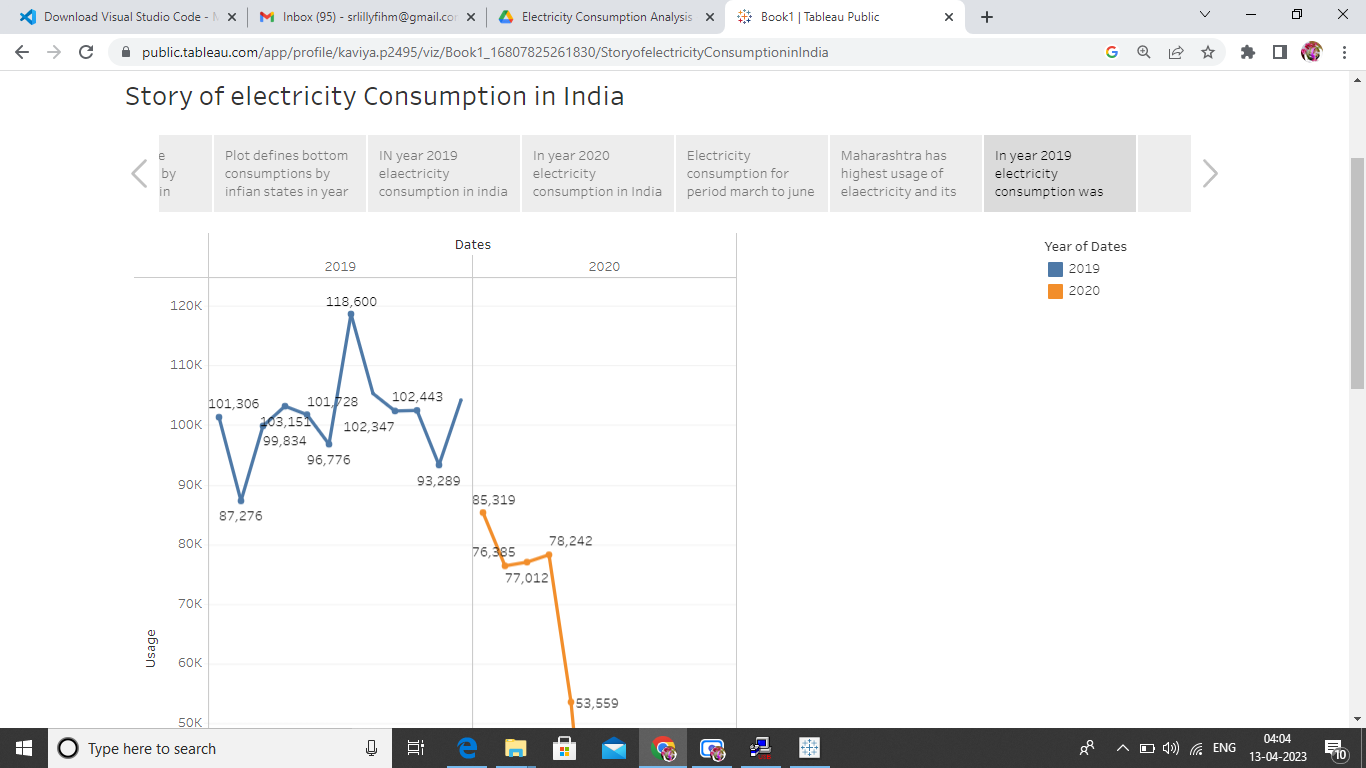 Download Visual Studio Code - M
Inbox (95) - srlillyfihm@gmail.co
Electricity Consumption Analysis
Book1 | Tableau Public
public.tableau.com/app/profile/kaviya.p2495/viz/Book1_16807825261830/StoryofelectricityConsumptioninIndia
Story of electricity Consumption in India
e
by
in
Plot defines bottom
consumptions by
infian states in year
IN year 2019
elaectricity
consumption in india
In year 2020
electricity
consumption in India
Electricity
consumption for
period march to june
Maharashtra has
highest usage of
elaectricity and its
In year 2019
electricity
consumption was
Dates
2019
2020
Year of Dates
2019
2020
Usage
120K
110K
100K
90K
80K
70K
60K
50K
118,600
101,306
103,151
99,834
101,728
96,776
102,347
102,443
93,289
87,276
85,319
76,385
77,012
78,242
53,559
Type here to search
ENG
04:04
13-04-2023
10